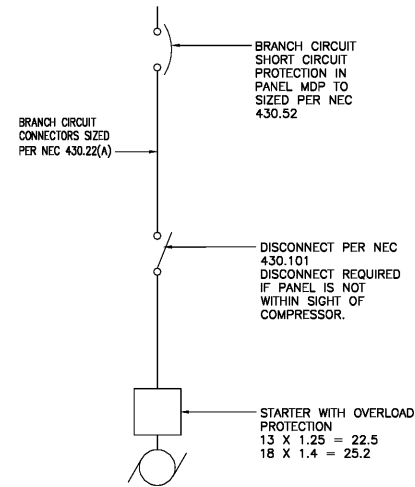 BRANCH CIRCUIT
SHORT CIRCUIT
PROTECTION IN
PANEL MDP TO
SIZED PER NEC
430.52
BRANCH CIRCUIT
CONNECTORS SIZED
PER NEC 430.22(A)
DISCONNECT PER NEC
430.101
DISCONNECT REQUIRED
IF PANEL IS NOT
WITHIN SIGHT OF
COMPRESSOR.
STARTER WITH OVERLOAD
PROTECTION
13 X 1.25 = 22.5
18 X 1.4 = 25.2